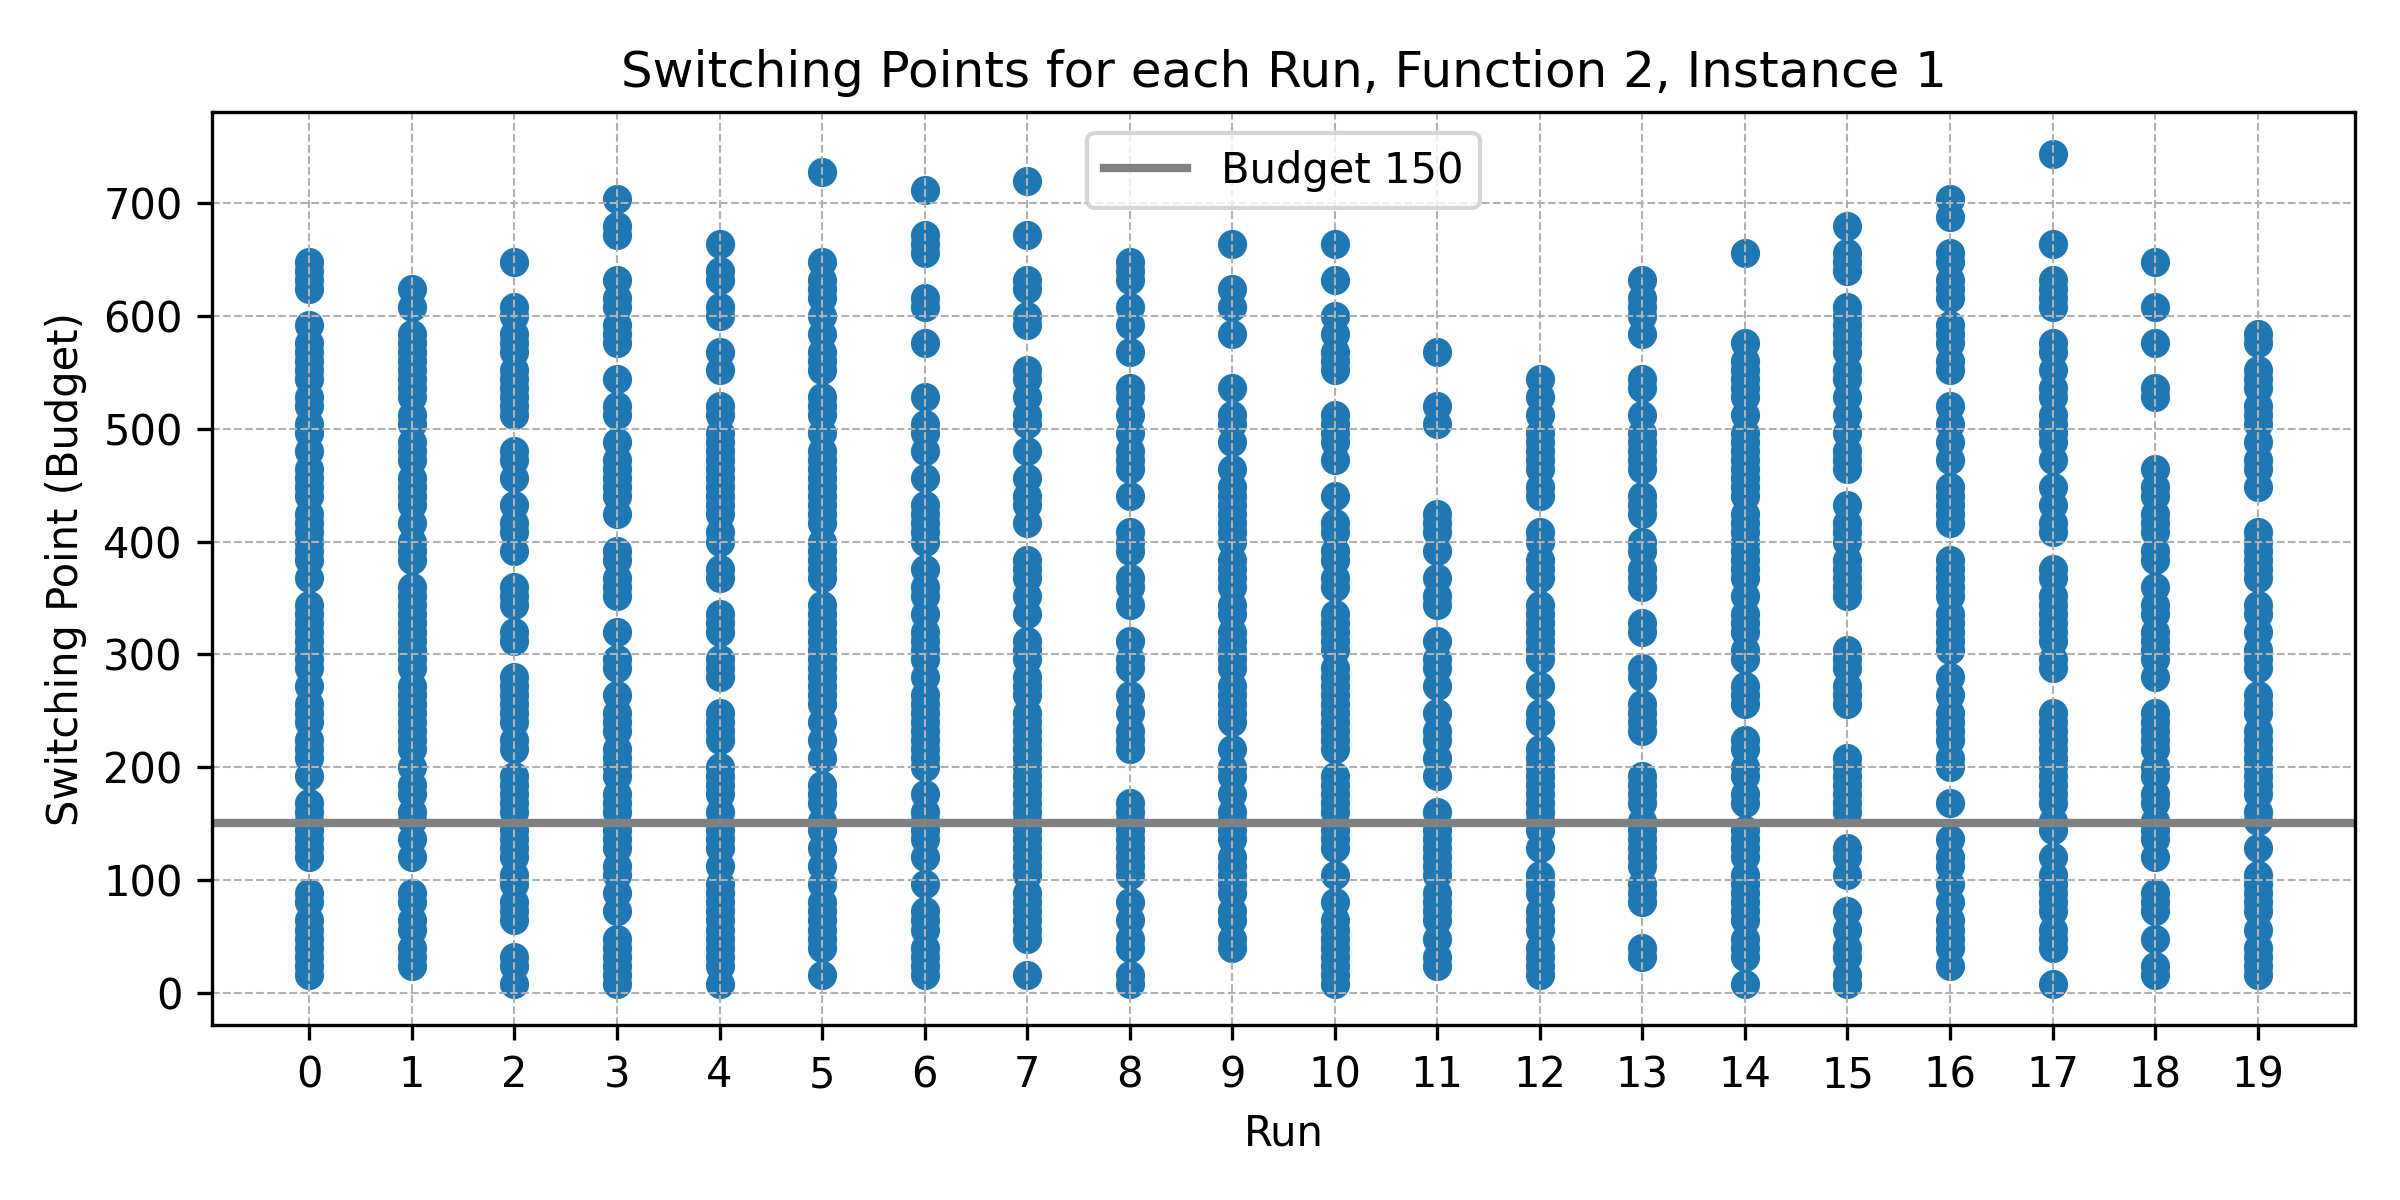 Switching Points for each Run, Function 2, Instance 1
Budget 150
Switching Point (Budget)
700
600
500
400
300
200
100
0
0 1 2 3 4 5 6 7 8 9 10 11 12 13 14 15 16 17 18 19
Run